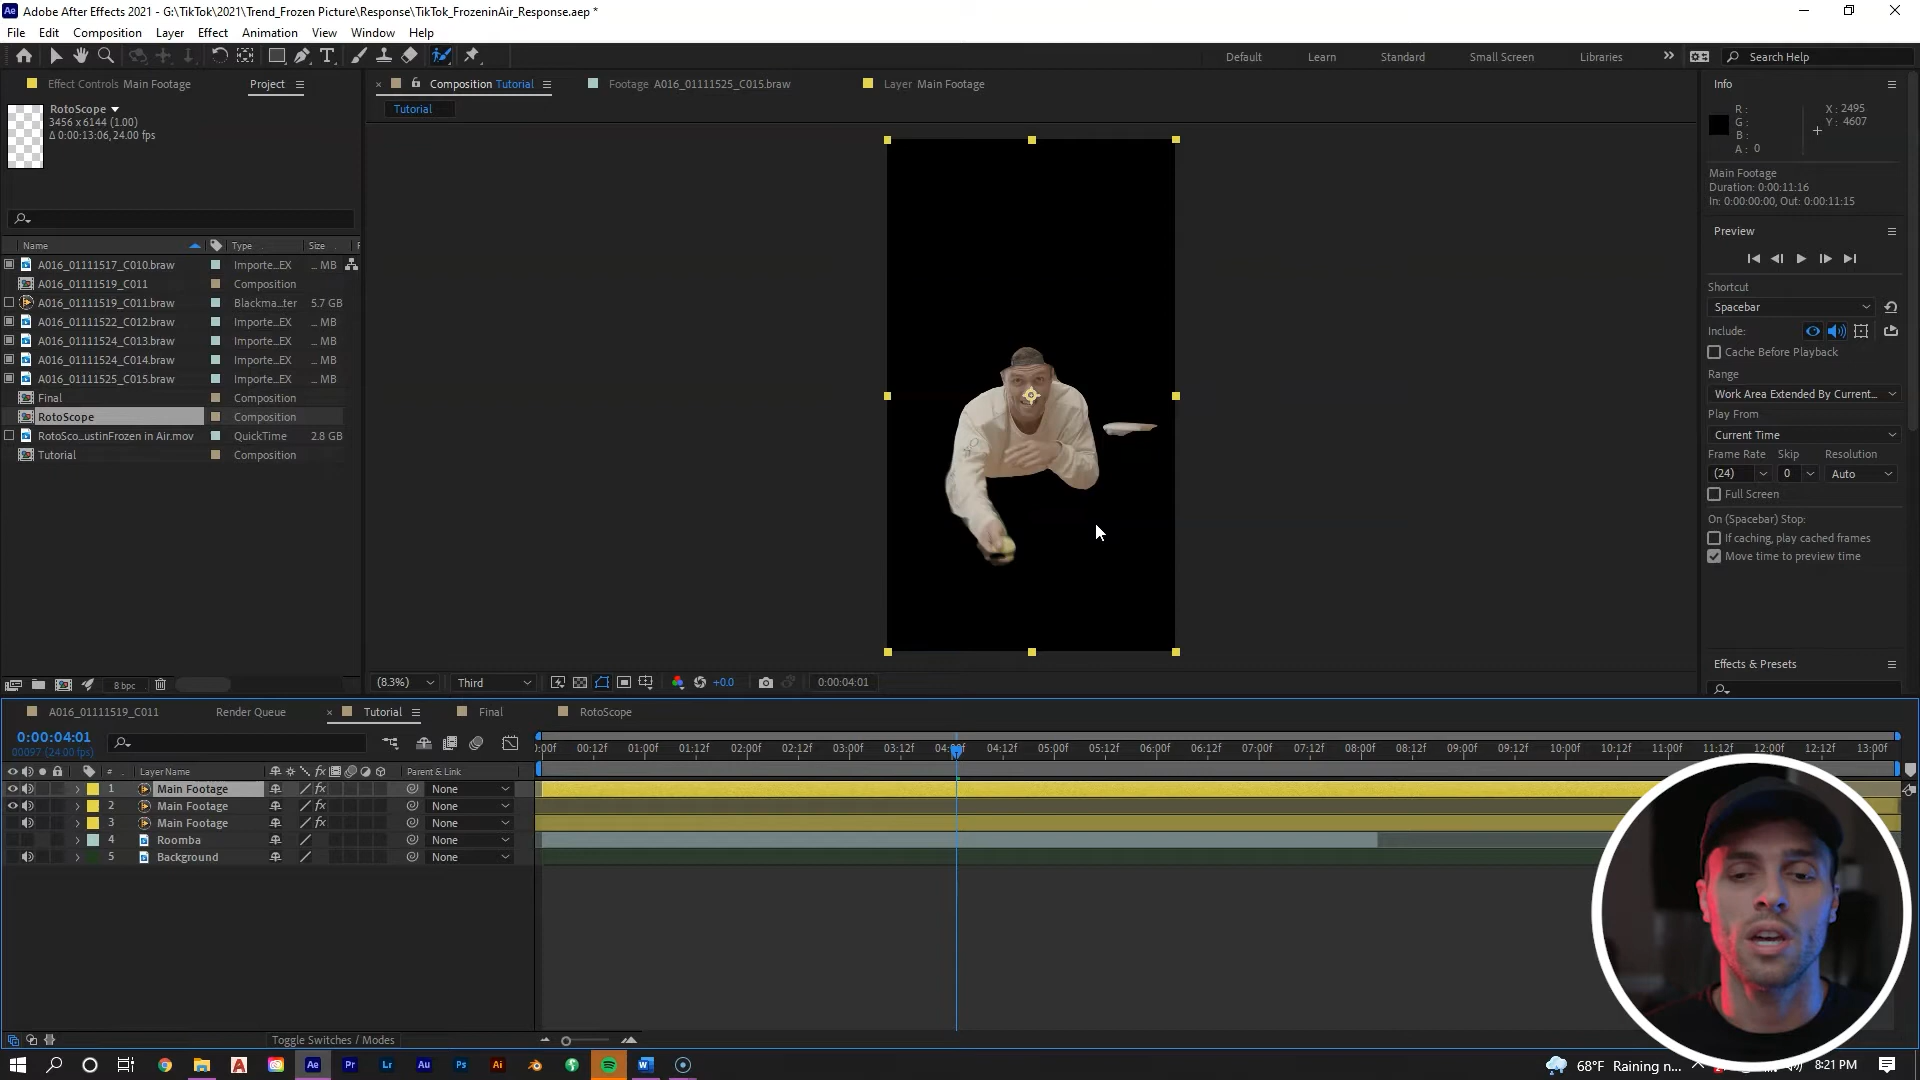 Adobe After Effects 2021 - G:\TikTok\2021\Trend_Frozen Picture\Response\TikTok_FrozeninAir_Response.aep *
File Edit Composition Layer Effect Animation View Window Help
Default Learn Standard Small Screen Libraries Search Help
Effect Controls Main Footage Project
RotoScope
3456 x 6144 (1.00)
Δ 0:00:13:06, 24.00 fps
Name Type Size
A016_01111517_C010.braw Importe...EX ... MB
A016_01111519_C011 Composition
A016_01111519_C011.braw Blackma...ter 5.7 GB
A016_01111522_C012.braw Importe...EX ... MB
A016_01111524_C013.braw Importe...EX ... MB
A016_01111524_C014.braw Importe...EX ... MB
A016_01111525_C015.braw Importe...EX ... MB
Final Composition
RotoScope Composition
RotoSco...ustinFrozen in Air.mov QuickTime 2.8 GB
Tutorial Composition
8 bpc
Composition Tutorial Footage A016_01111525_C015.braw Layer Main Footage
Tutorial
(8.3%) Third +0.0 0:00:04:01
Info
R :
G :
B :
A : 0
X : 2495
Y : 4607
Main Footage
Duration: 0:00:11:16
In: 0:00:00:00, Out: 0:00:11:15
Preview
Shortcut
Spacebar
Include:
Cache Before Playback
Range
Work Area Extended By Current...
Play From
Current Time
Frame Rate Skip Resolution
(24) 0 Auto
Full Screen
On (Spacebar) Stop:
If caching, play cached frames
Move time to preview time
Effects & Presets
A016_01111519_C011 Render Queue Tutorial Final RotoScope
0:00:04:01
00097 (24.00 fps)
:00f 00:12f 01:00f 01:12f 02:00f 02:12f 03:00f 03:12f 04:00f 04:12f 05:00f 05:12f 06:00f 06:12f 07:00f 07:12f 08:00f 08:12f 09:00f 09:12f 10:00f 10:12f 11:00f 11:12f 12:00f 12:12f 13:00f
# Layer Name fx Parent & Link
1 Main Footage fx None
2 Main Footage fx None
3 Main Footage fx None
4 Roomba None
5 Background None
Toggle Switches / Modes
Ae Pr Lr Au Ps Ai
68°F Raining n... 8:21 PM